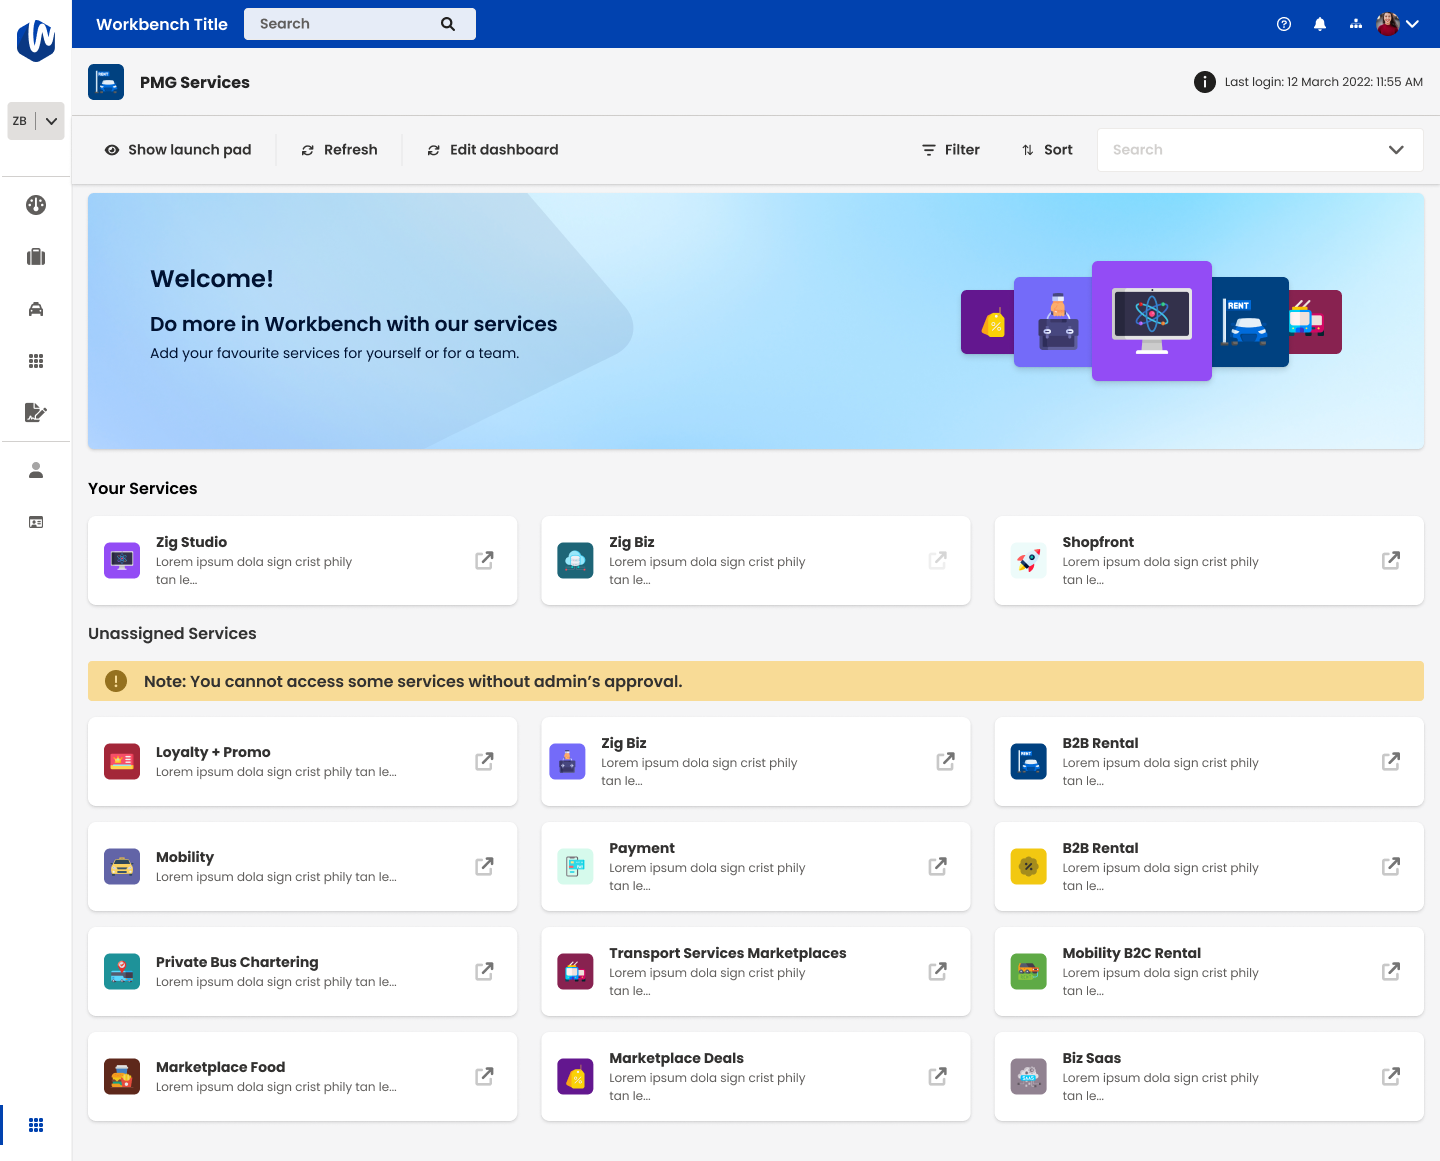 Workbench Title
Search
ZB
PMG Services
Last login: 12 March 2022: 11:55 AM
Show launch pad
Refresh
Edit dashboard
Filter
Sort
Search
Welcome!
Do more in Workbench with our services
Add your favourite services for yourself or for a team.
RENT
Your Services
Zig Studio
Lorem ipsum dola sign crist phily
tan le...
Zig Biz
Lorem ipsum dola sign crist phily
tan le...
Shopfront
Lorem ipsum dola sign crist phily
tan le...
Unassigned Services
Note: You cannot access some services without admin’s approval.
Loyalty + Promo
Lorem ipsum dola sign crist phily tan le...
Zig Biz
Lorem ipsum dola sign crist phily
tan le...
RENT
B2B Rental
Lorem ipsum dola sign crist phily
tan le...
Mobility
Lorem ipsum dola sign crist phily tan le...
Payment
Lorem ipsum dola sign crist phily
tan le...
B2B Rental
Lorem ipsum dola sign crist phily
tan le...
Private Bus Chartering
Lorem ipsum dola sign crist phily tan le...
Transport Services Marketplaces
Lorem ipsum dola sign crist phily
tan le...
Mobility B2C Rental
Lorem ipsum dola sign crist phily
tan le...
Marketplace Food
Lorem ipsum dola sign crist phily tan le...
Marketplace Deals
Lorem ipsum dola sign crist phily
tan le...
SAAS
Biz Saas
Lorem ipsum dola sign crist phily
tan le...